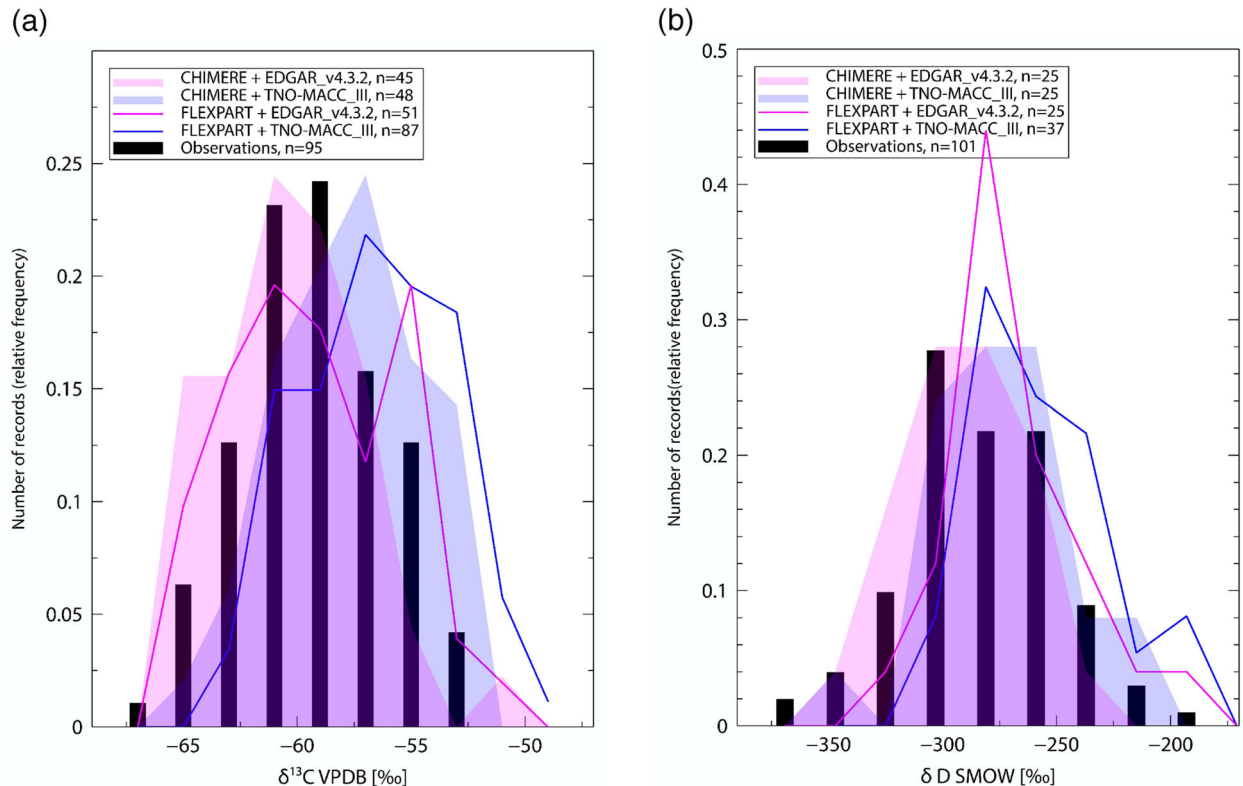 (a)
CHIMERE + EDGAR_v4.3.2, n=45
CHIMERE + TNO-MACC_III, n=48
FLEXPART + EDGAR_v4.3.2, n=51
FLEXPART + TNO-MACC_III, n=87
Observations, n=95
Number of records (relative frequency)
0.25
0.2
0.15
0.1
0.05
0
−65
−60
−55
−50
δ¹³C VPDB [‰]
(b)
CHIMERE + EDGAR_v4.3.2, n=25
CHIMERE + TNO-MACC_III, n=25
FLEXPART + EDGAR_v4.3.2, n=25
FLEXPART + TNO-MACC_III, n=37
Observations, n=101
Number of records(relative frequency)
0.5
0.4
0.3
0.2
0.1
0
−350
−300
−250
−200
δ D SMOW [‰]